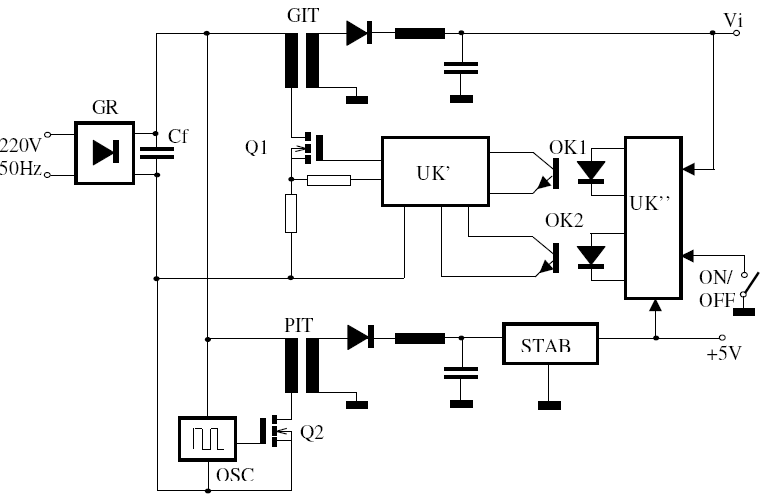 GIT
Vi
GR
Cf
220V
50Hz
Q1
UK'
OK1
UK''
OK2
ON/
OFF
PIT
STAB
+5V
Q2
OSC